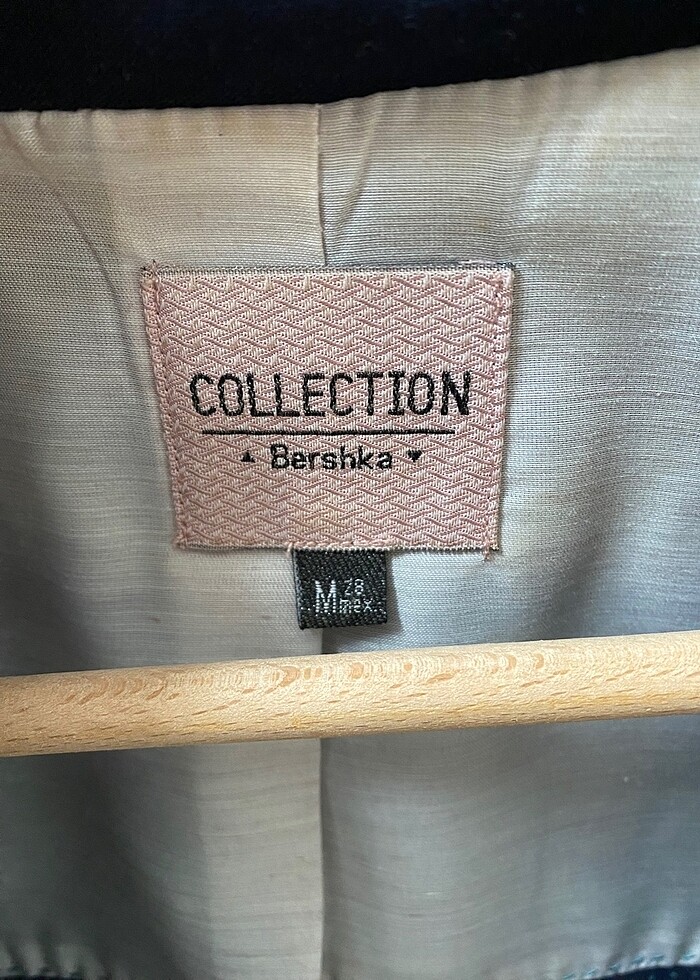 COLLECTION
▲ Bershka ▼
M 28
mex.